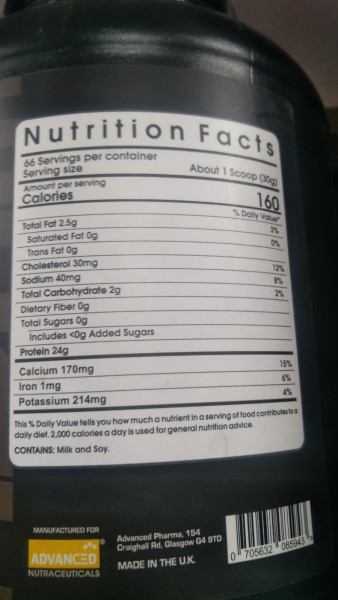 Nutrition Facts
66 Servings per container
Serving size About 1 Scoop (30g)
Amount per serving
Calories 160
% Daily Value*
Total Fat 2.5g 3%
Saturated Fat 0g 0%
Trans Fat 0g
Cholesterol 30mg 12%
Sodium 40mg 8%
Total Carbohydrate 2g 2%
Dietary Fiber 0g
Total Sugars 0g
Includes <0g Added Sugars
Protein 24g
Calcium 170mg 15%
Iron 1mg 6%
Potassium 214mg 4%
This % Daily Value tells you how much a nutrient in a serving of food contributes to a
daily diet. 2,000 calories a day is used for general nutrition advice.
CONTAINS: Milk and Soy.
MANUFACTURED FOR
ADVANCED®
NUTRACEUTICALS
Advanced Pharma, 154
Craighall Rd, Glasgow G4 9TD
MADE IN THE U.K.
0 705632 085943 >